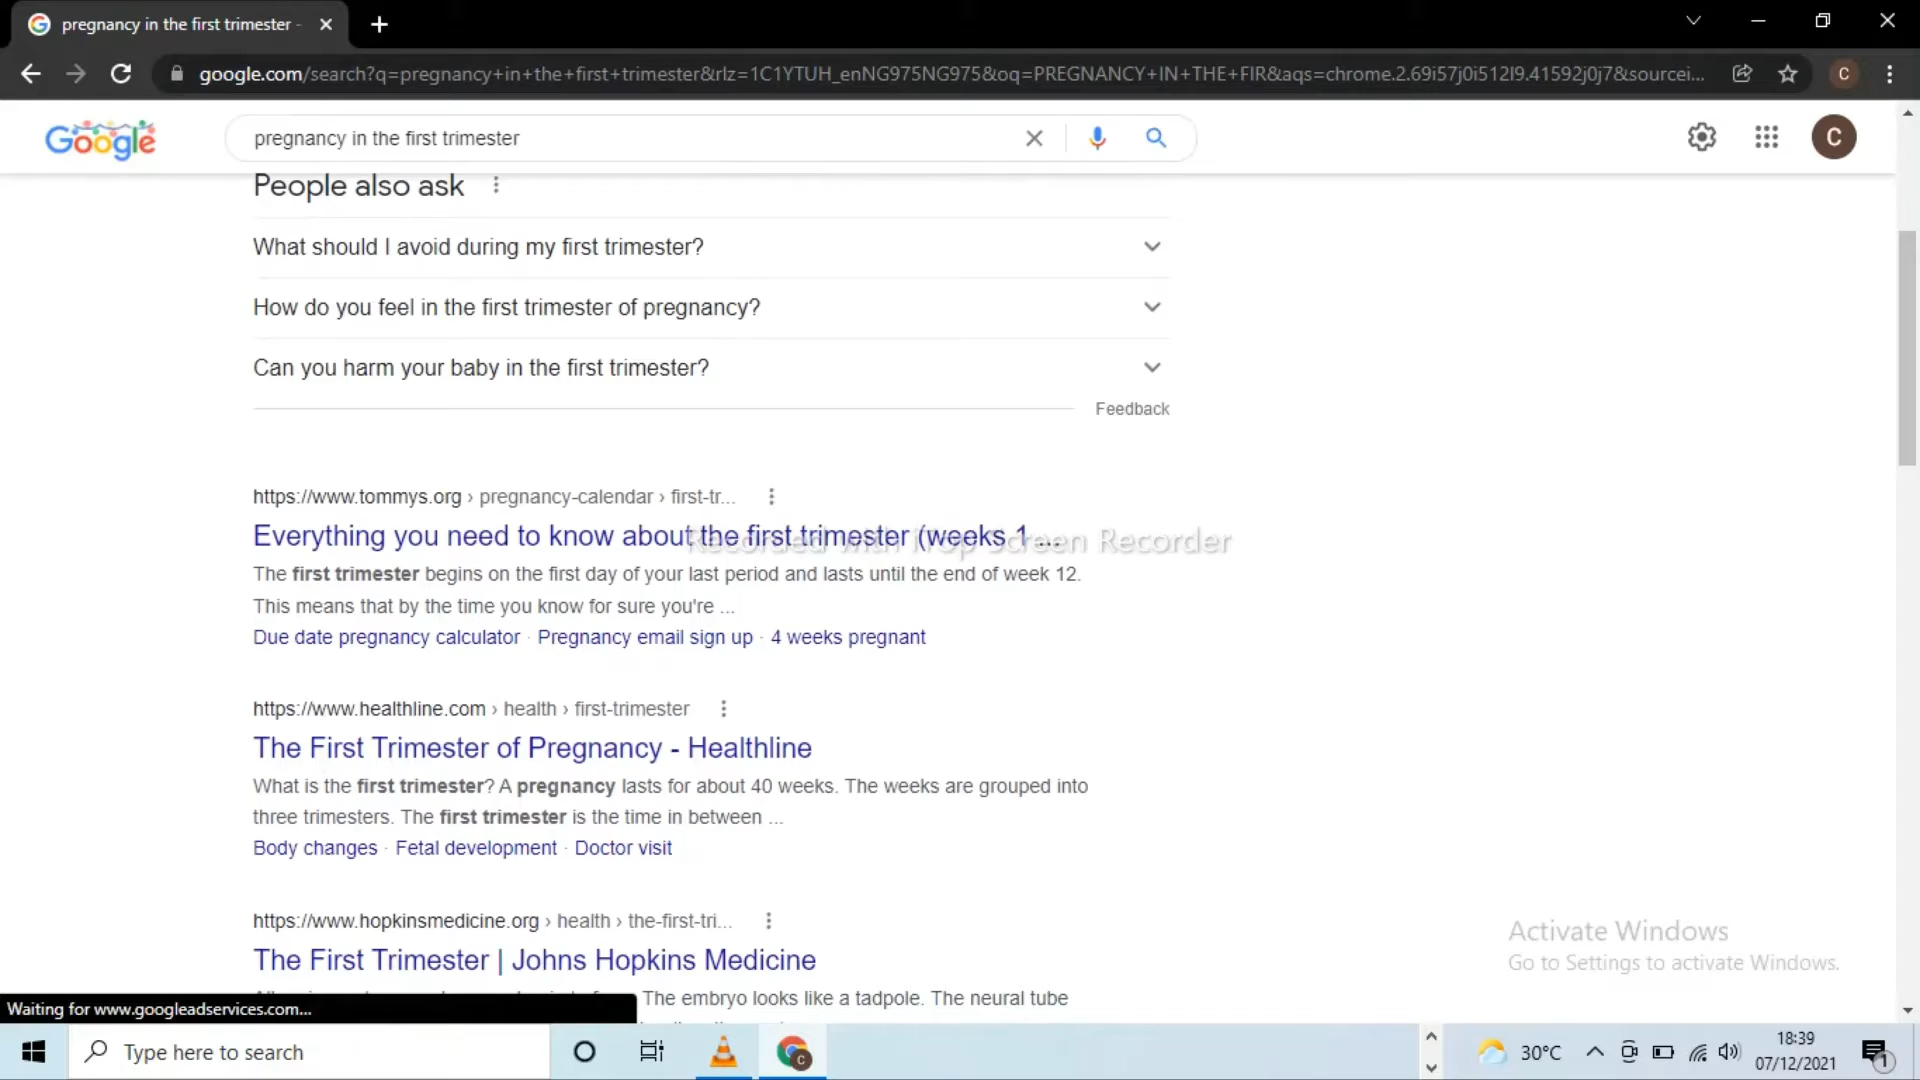 pregnancy in the first trimester -
google.com/search?q=pregnancy+in+the+first+trimester&rlz=1C1YTUH_enNG975NG975&oq=PREGNANCY+IN+THE+FIR&aqs=chrome.2.69i57j0i512l9.41592j0j7&sourcei...
C
Google
pregnancy in the first trimester
C
People also ask
What should I avoid during my first trimester?
How do you feel in the first trimester of pregnancy?
Can you harm your baby in the first trimester?
Feedback
https://www.tommys.org › pregnancy-calendar › first-tr...
Everything you need to know about the first trimester (weeks 1 ...
Recorded with iTop Screen Recorder
The first trimester begins on the first day of your last period and lasts until the end of week 12.
This means that by the time you know for sure you're ...
Due date pregnancy calculator · Pregnancy email sign up · 4 weeks pregnant
https://www.healthline.com › health › first-trimester
The First Trimester of Pregnancy - Healthline
What is the first trimester? A pregnancy lasts for about 40 weeks. The weeks are grouped into
three trimesters. The first trimester is the time in between ...
Body changes · Fetal development · Doctor visit
https://www.hopkinsmedicine.org › health › the-first-tri...
The First Trimester | Johns Hopkins Medicine
The embryo looks like a tadpole. The neural tube
Activate Windows
Go to Settings to activate Windows.
Waiting for www.googleadservices.com...
Type here to search
C
30°C
18:39
07/12/2021
1